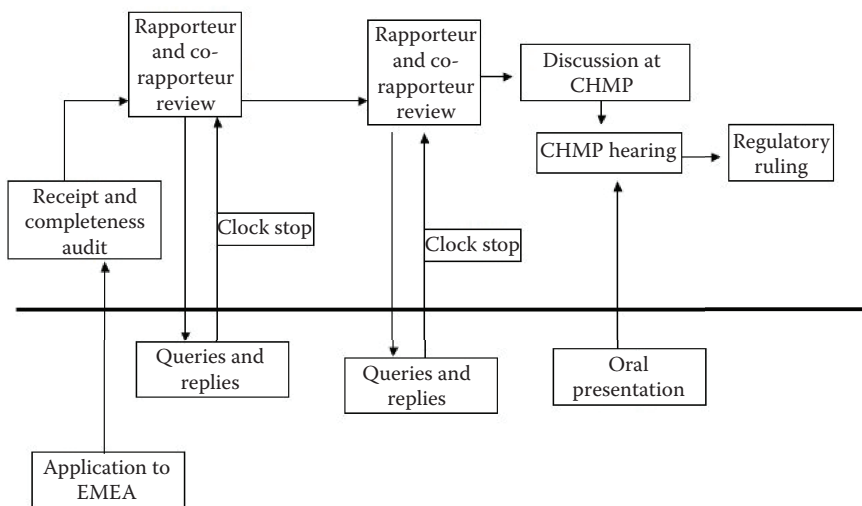 Rapporteur
and co-
rapporteur
review
Rapporteur
and co-
rapporteur
review
Discussion at
CHMP
CHMP hearing
Regulatory
ruling
Receipt and
completeness
audit
Clock stop
Clock stop
Queries and
replies
Queries and
replies
Oral
presentation
Application to
EMEA